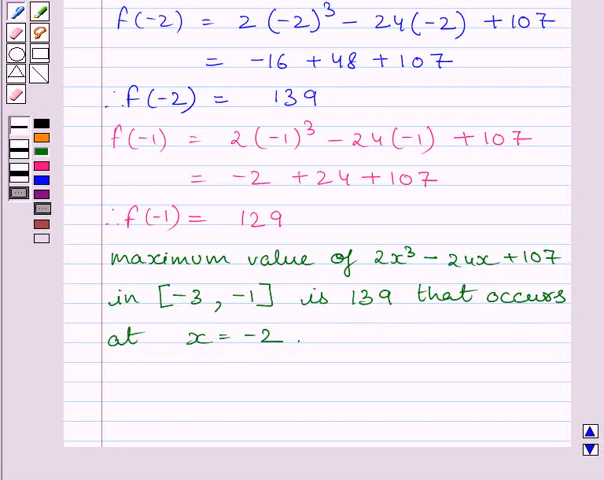 f(-2) = 2(-2)³ - 24(-2) + 107
= -16 + 48 + 107
∴f(-2) = 139
f(-1) = 2(-1)³ - 24(-1) + 107
= -2 + 24 + 107
∴f(-1) = 129
maximum value of 2x³ - 24x + 107
in [-3, -1] is 139 that occurs
at x = -2.